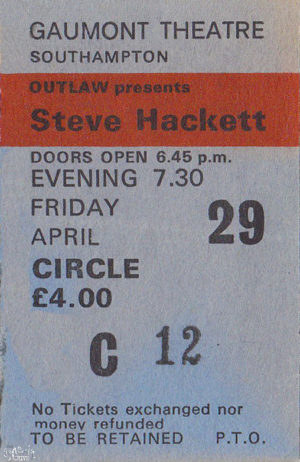 GAUMONT THEATRE
SOUTHAMPTON
OUTLAW presents
Steve Hackett
DOORS OPEN 6.45 p.m.
EVENING 7.30
FRIDAY 29
APRIL
CIRCLE
£4.00
C 12
No Tickets exchanged nor
money refunded
TO BE RETAINED P.T.O.